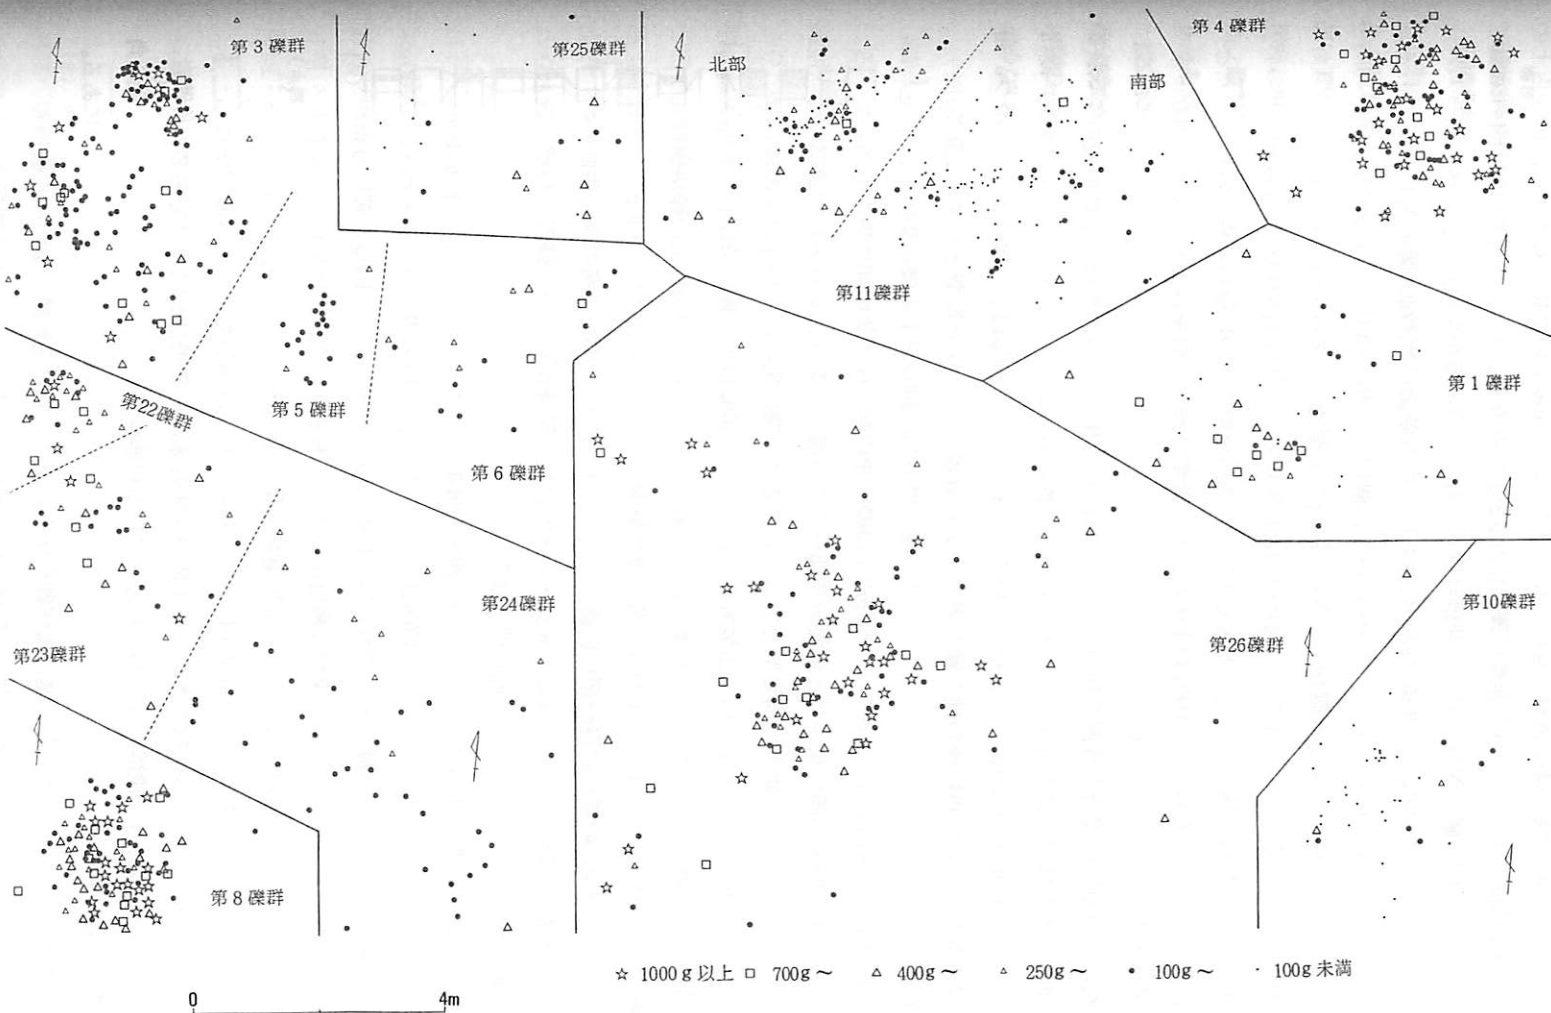 第3礫群
第25礫群
北部
南部
第4礫群
第11礫群
第1礫群
第22礫群
第5礫群
第6礫群
第24礫群
第23礫群
第26礫群
第10礫群
第8礫群
☆ 1000g以上 □ 700g〜 △ 400g〜 △ 250g〜 • 100g〜 · 100g未満
0 4m